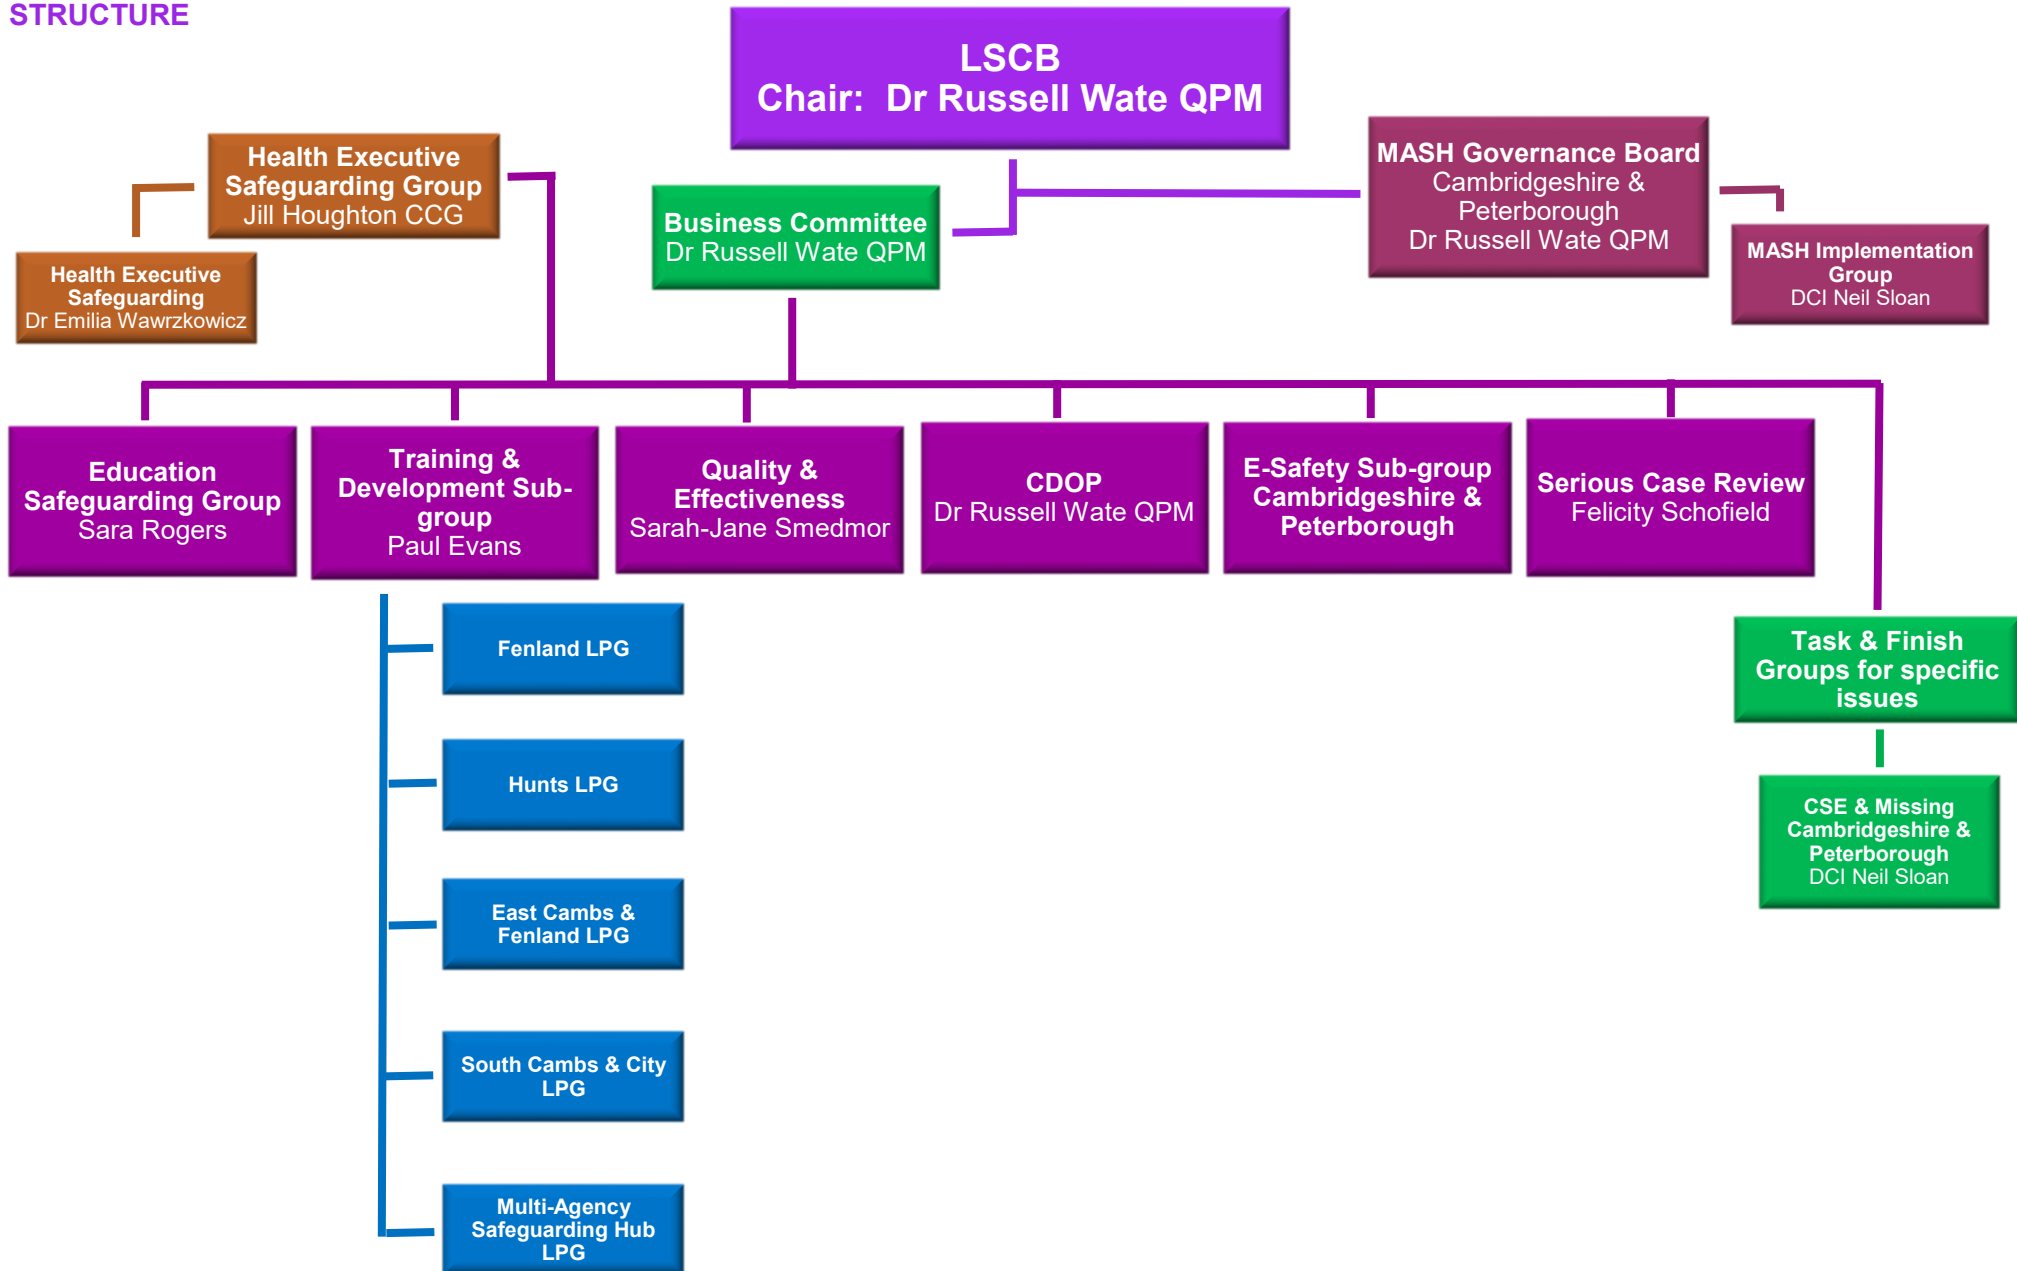 STRUCTURE
LSCB
Chair:  Dr Russell Wate QPM
Health Executive
Safeguarding Group
Jill Houghton CCG
MASH Governance Board
Cambridgeshire &
Peterborough
Dr Russell Wate QPM
Business Committee
Dr Russell Wate QPM
Health Executive
Safeguarding
Dr Emilia Wawrzkowicz
MASH Implementation
Group
DCI Neil Sloan
Education
Safeguarding Group
Sara Rogers
Training &
Development Sub-
group
Paul Evans
Quality &
Effectiveness
Sarah-Jane Smedmor
CDOP
Dr Russell Wate QPM
E-Safety Sub-group
Cambridgeshire &
Peterborough
Serious Case Review
Felicity Schofield
Fenland LPG
Hunts LPG
East Cambs &
Fenland LPG
South Cambs & City
LPG
Multi-Agency
Safeguarding Hub
LPG
Task & Finish
Groups for specific
issues
CSE & Missing
Cambridgeshire &
Peterborough
DCI Neil Sloan